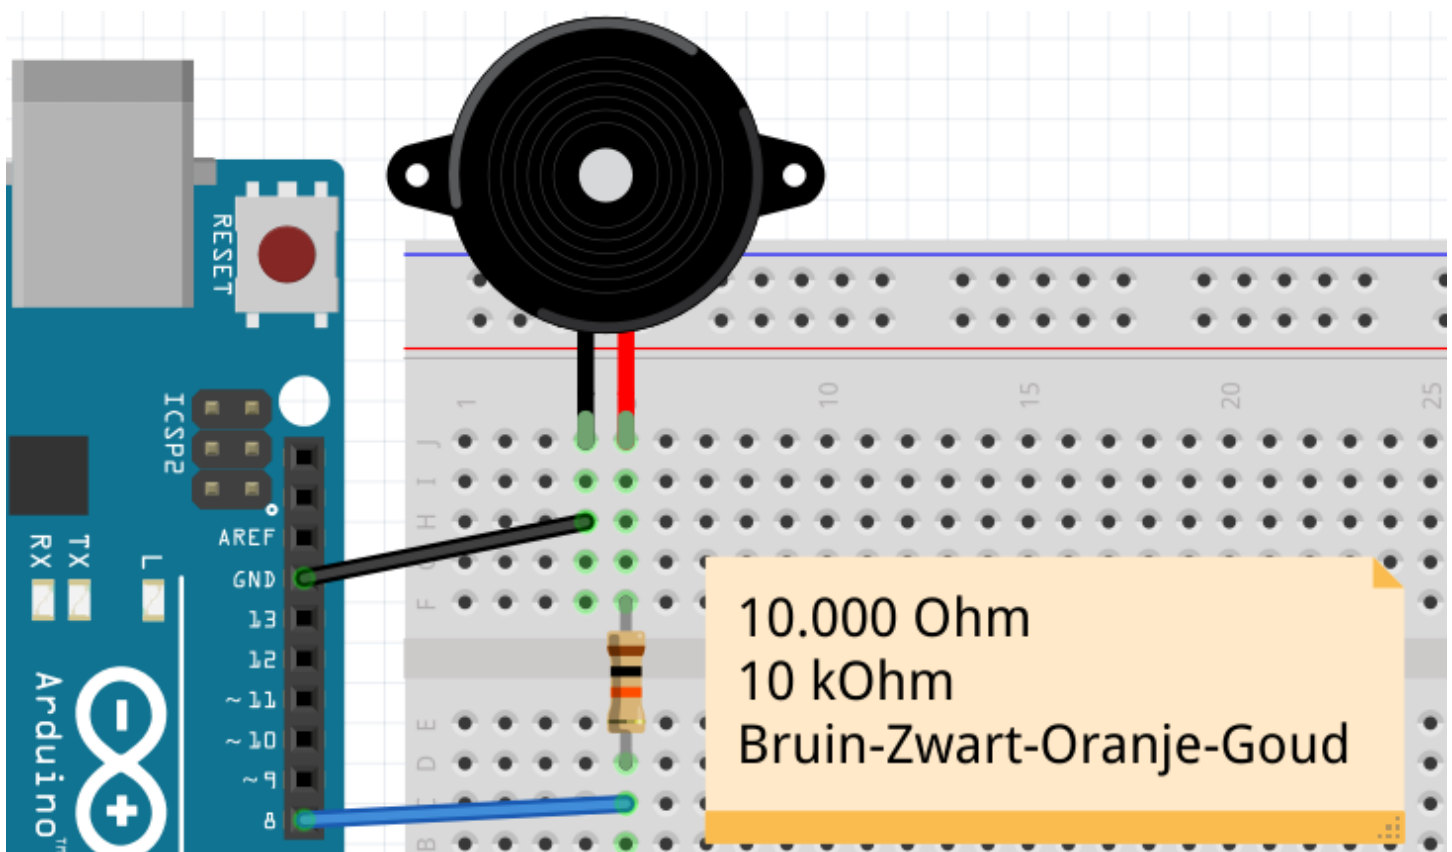 RESET
ICSP2
AREF
GND
RX
TX
L
13
12
~11
~10
~9
8
Arduino™
1
10
15
20
25
J
I
H
F
E
D
C
B
10.000 Ohm
10 kOhm
Bruin-Zwart-Oranje-Goud